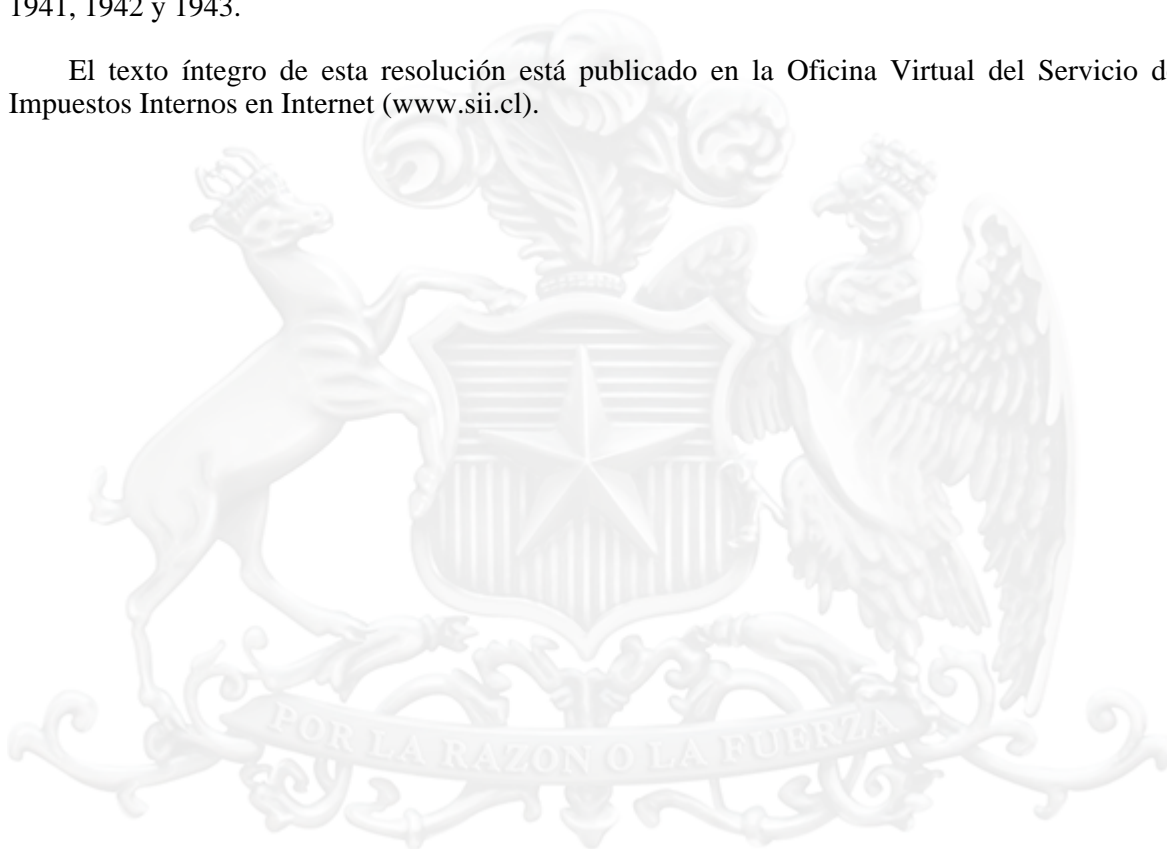 1941, 1942 y 1943.
El texto íntegro de esta resolución está publicado en la Oficina Virtual del Servicio d
Impuestos Internos en Internet (www.sii.cl).
POR LA RAZON O LA FUERZA